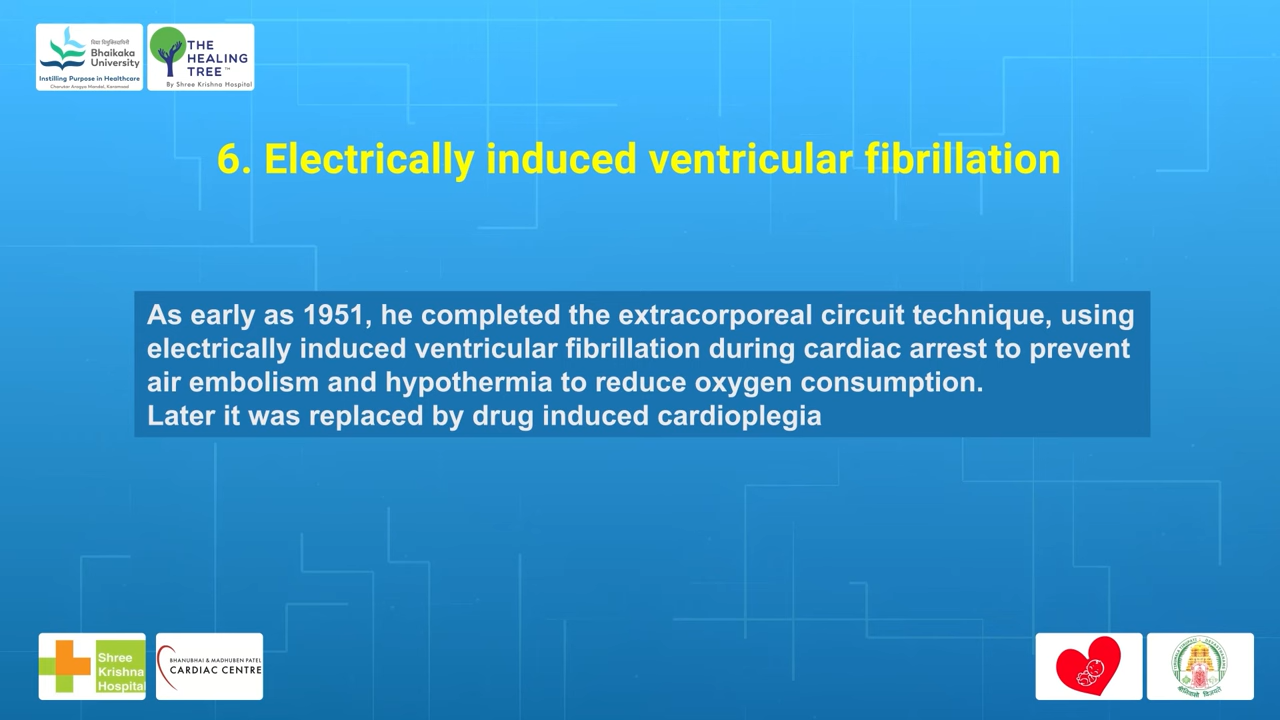 Bhaikaka
University
Instilling Purpose in Healthcare
Charutar Arogya Mandal, Karamsad
THE
HEALING
TREE™
By Shree Krishna Hospital
6. Electrically induced ventricular fibrillation
As early as 1951, he completed the extracorporeal circuit technique, using
electrically induced ventricular fibrillation during cardiac arrest to prevent
air embolism and hypothermia to reduce oxygen consumption.
Later it was replaced by drug induced cardioplegia
Shree
Krishna
Hospital
BHANUBHAI & MADHUBEN PATEL
CARDIAC CENTRE